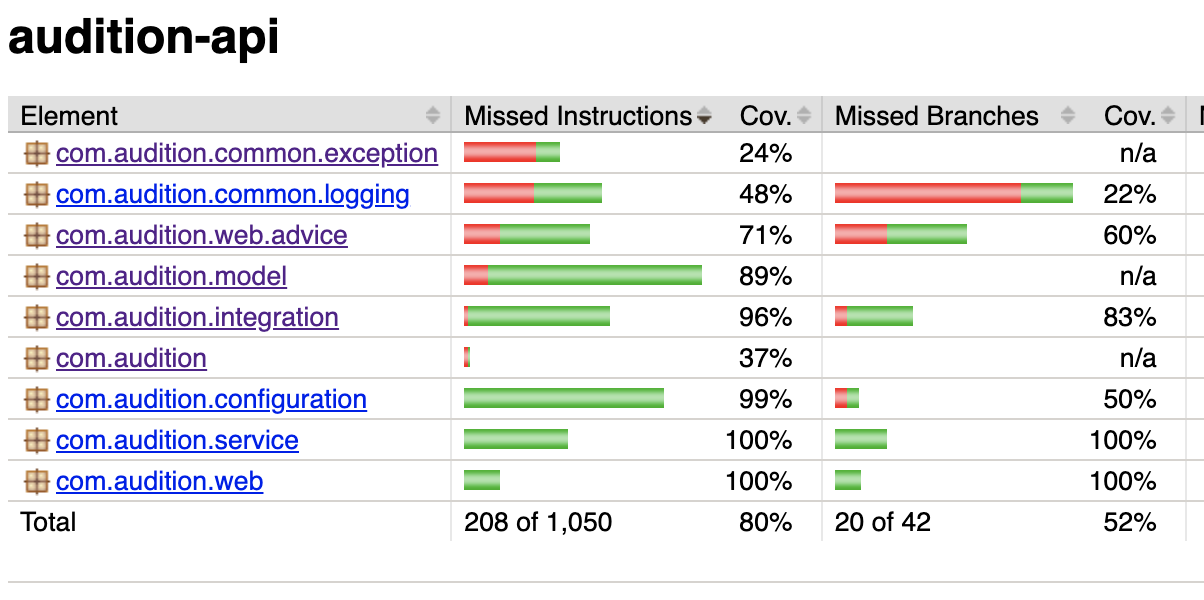 audition-api
Element Missed Instructions Cov. Missed Branches Cov.
com.audition.common.exception 24% n/a
com.audition.common.logging 48% 22%
com.audition.web.advice 71% 60%
com.audition.model 89% n/a
com.audition.integration 96% 83%
com.audition 37% n/a
com.audition.configuration 99% 50%
com.audition.service 100% 100%
com.audition.web 100% 100%
Total 208 of 1,050 80% 20 of 42 52%